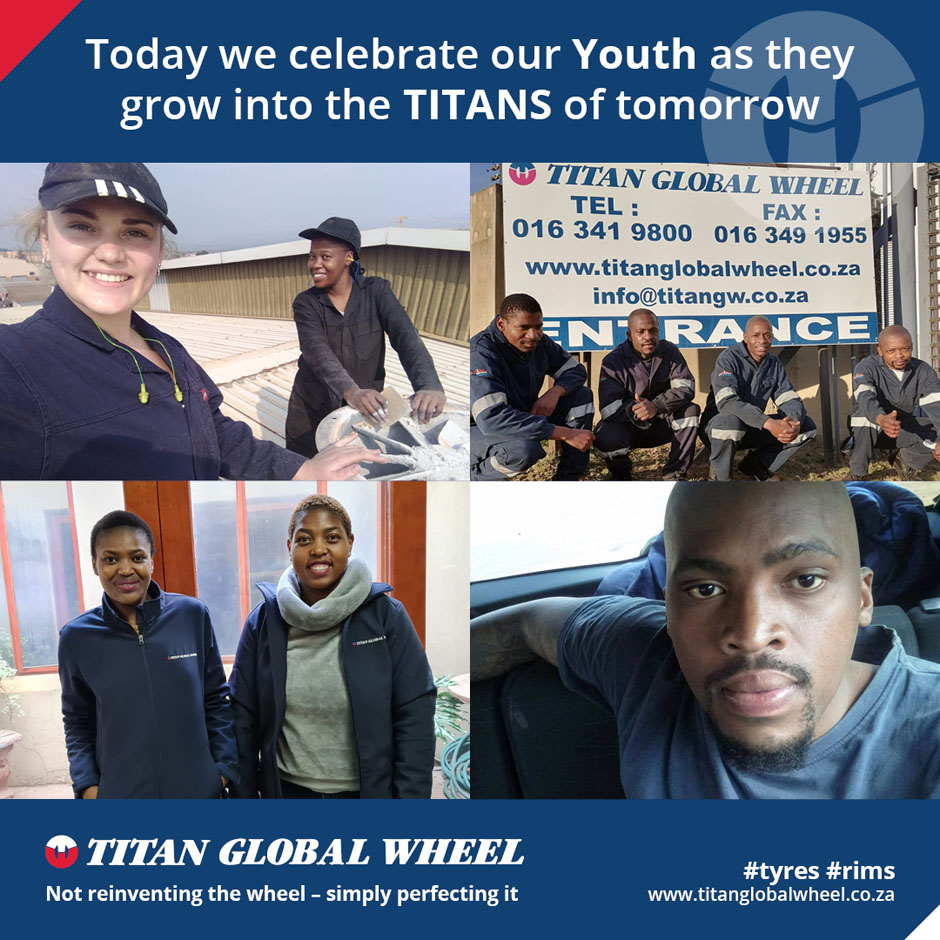 Today we celebrate our Youth as they
grow into the TITANS of tomorrow
TITAN GLOBAL WHEEL
TEL :
FAX :
016 341 9800
016 349 1955
www.titanglobalwheel.co.za
info@titangw.co.za
ENTRANCE
TITAN GLOBAL W
TITAN GLOBAL WHEEL
Not reinventing the wheel – simply perfecting it
#tyres #rims
www.titanglobalwheel.co.za